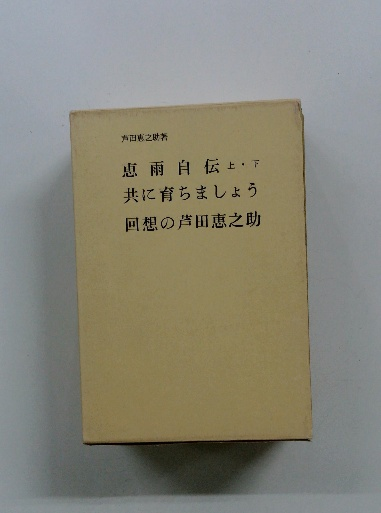 芦田恵之助著
恵雨自伝上・下
共に育ちましょう
回想の芦田恵之助